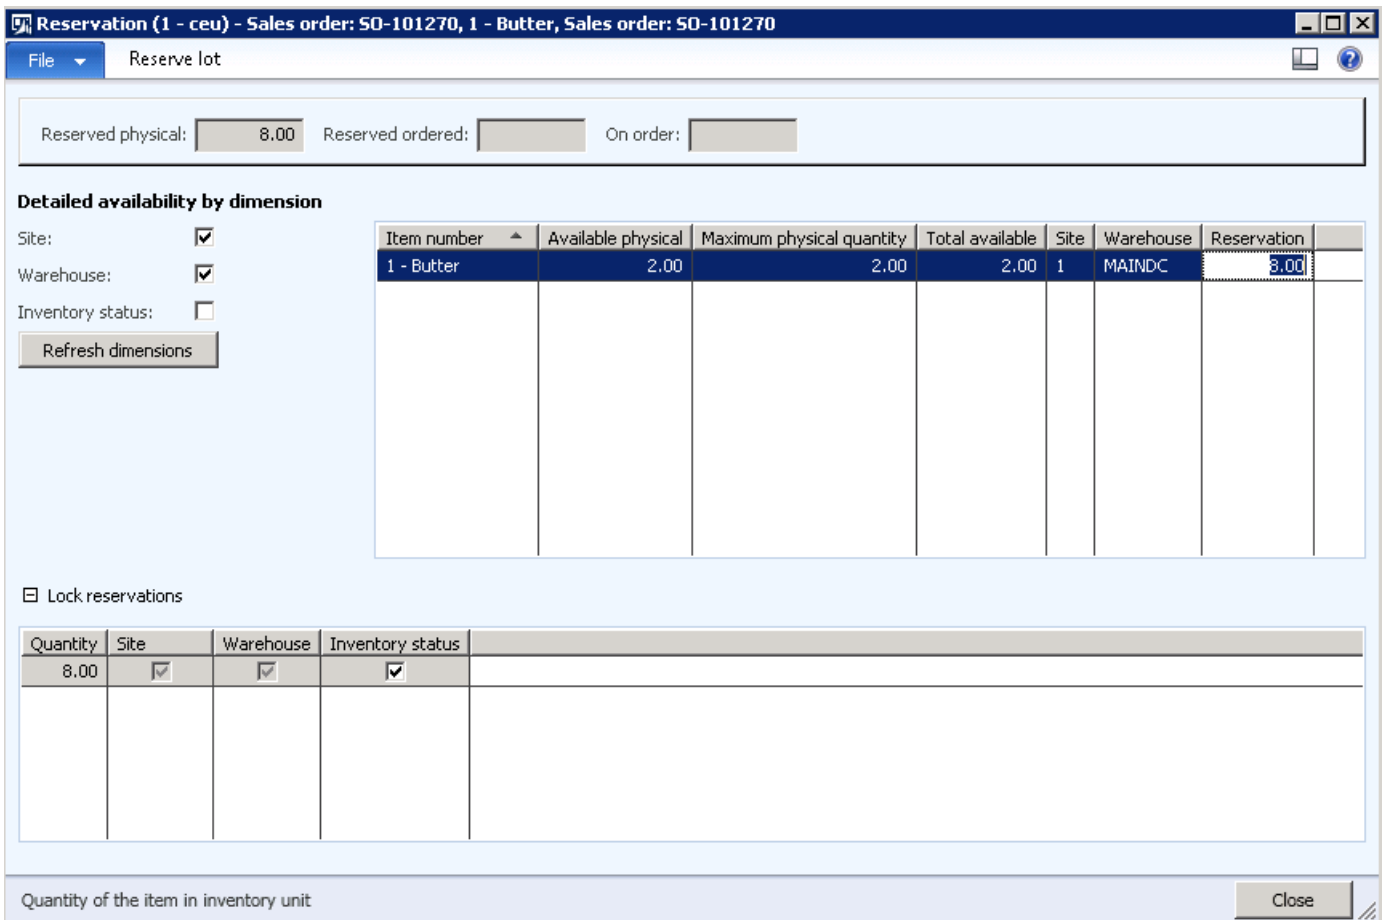 Reservation (1 - ceu) - Sales order: SO-101270, 1 - Butter, Sales order: SO-101270
File Reserve lot
Reserved physical: 8.00 Reserved ordered: On order:
Detailed availability by dimension
Site:
Warehouse:
Inventory status:
Refresh dimensions
Item number Available physical Maximum physical quantity Total available Site Warehouse Reservation
1 - Butter 2.00 2.00 2.00 1 MAINDC 8.00
Lock reservations
Quantity Site Warehouse Inventory status
8.00
Quantity of the item in inventory unit
Close